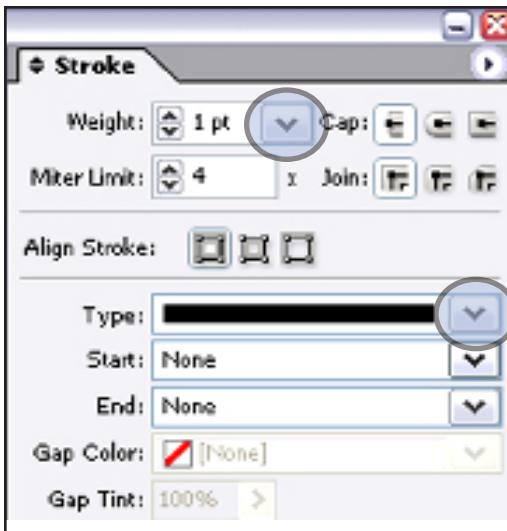 Stroke
Weight: 1 pt Cap:
Miter Limit: 4 x Join:
Align Stroke:
Type:
Start: None
End: None
Gap Color: [None]
Gap Tint: 100%